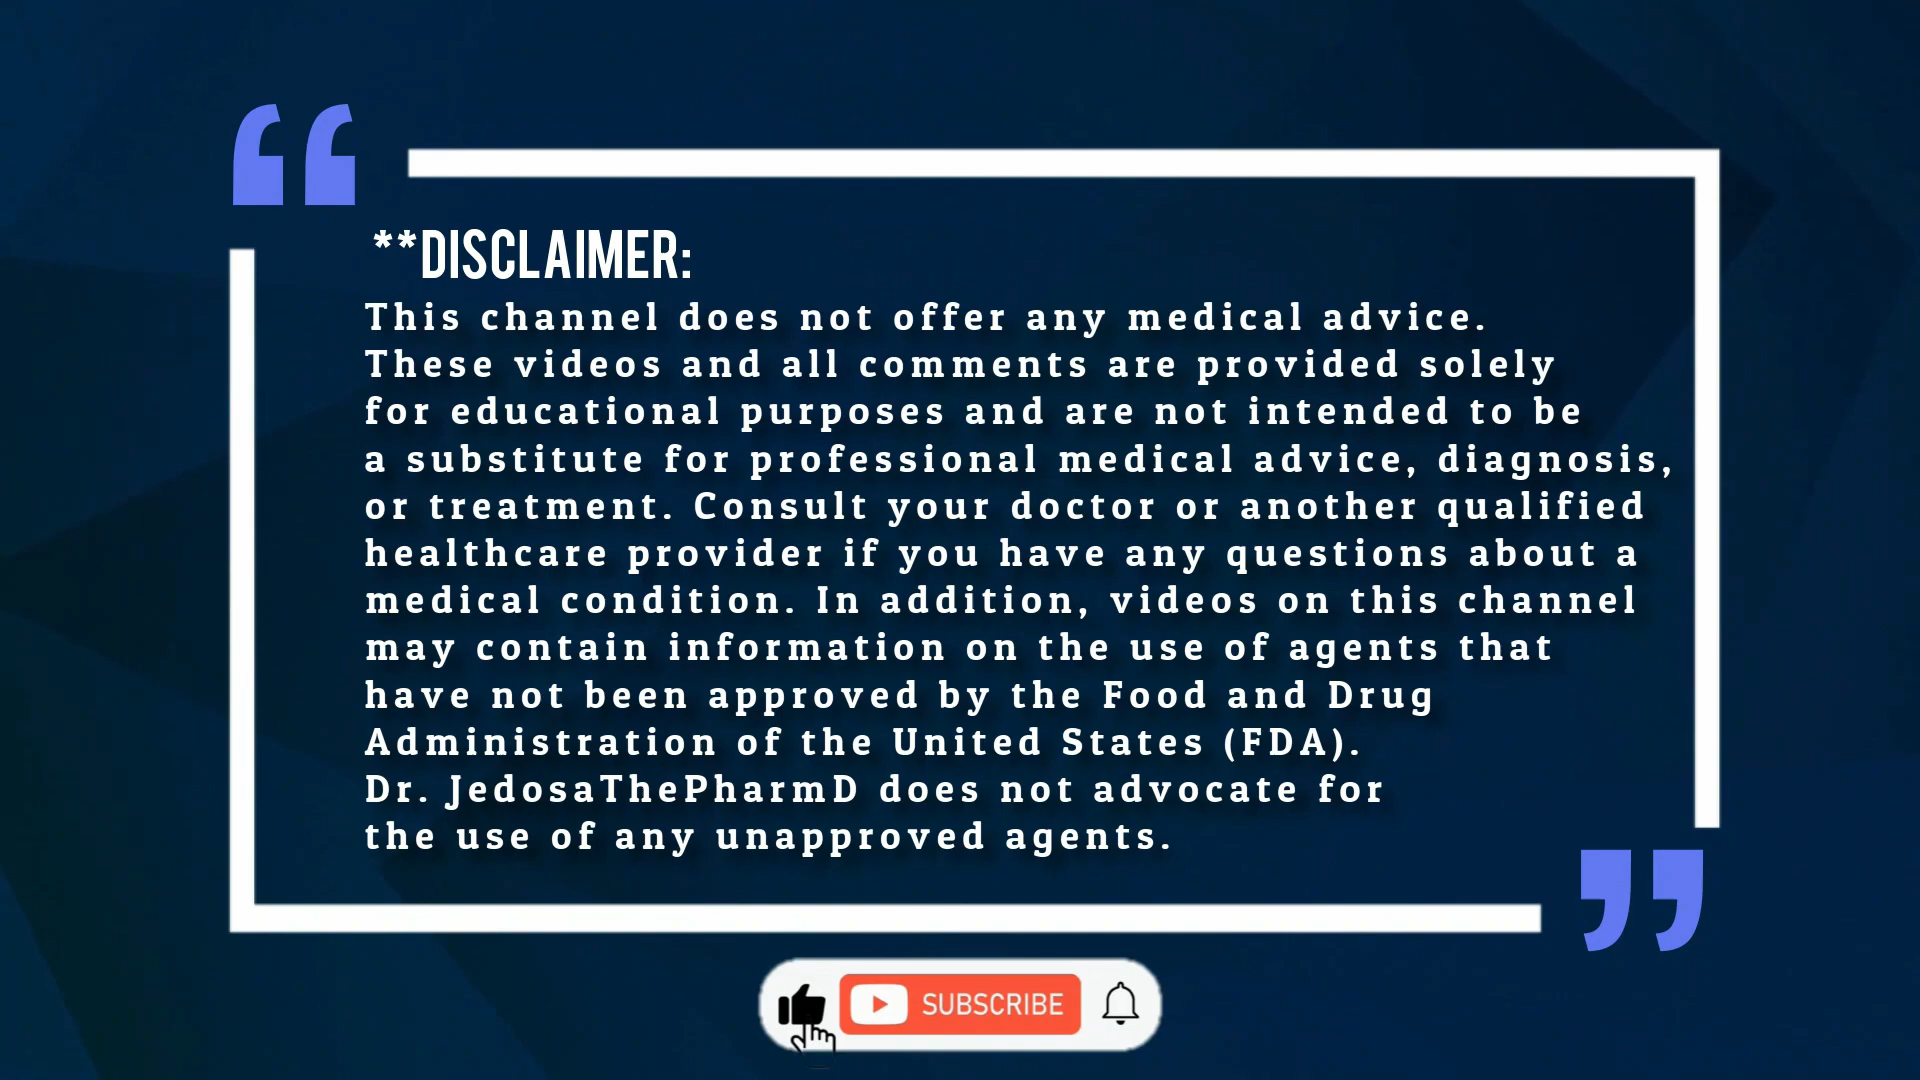 **DISCLAIMER:
This channel does not offer any medical advice.
These videos and all comments are provided solely
for educational purposes and are not intended to be
a substitute for professional medical advice, diagnosis,
or treatment. Consult your doctor or another qualified
healthcare provider if you have any questions about a
medical condition. In addition, videos on this channel
may contain information on the use of agents that
have not been approved by the Food and Drug
Administration of the United States (FDA).
Dr. JedosaThePharmD does not advocate for
the use of any unapproved agents.
SUBSCRIBE